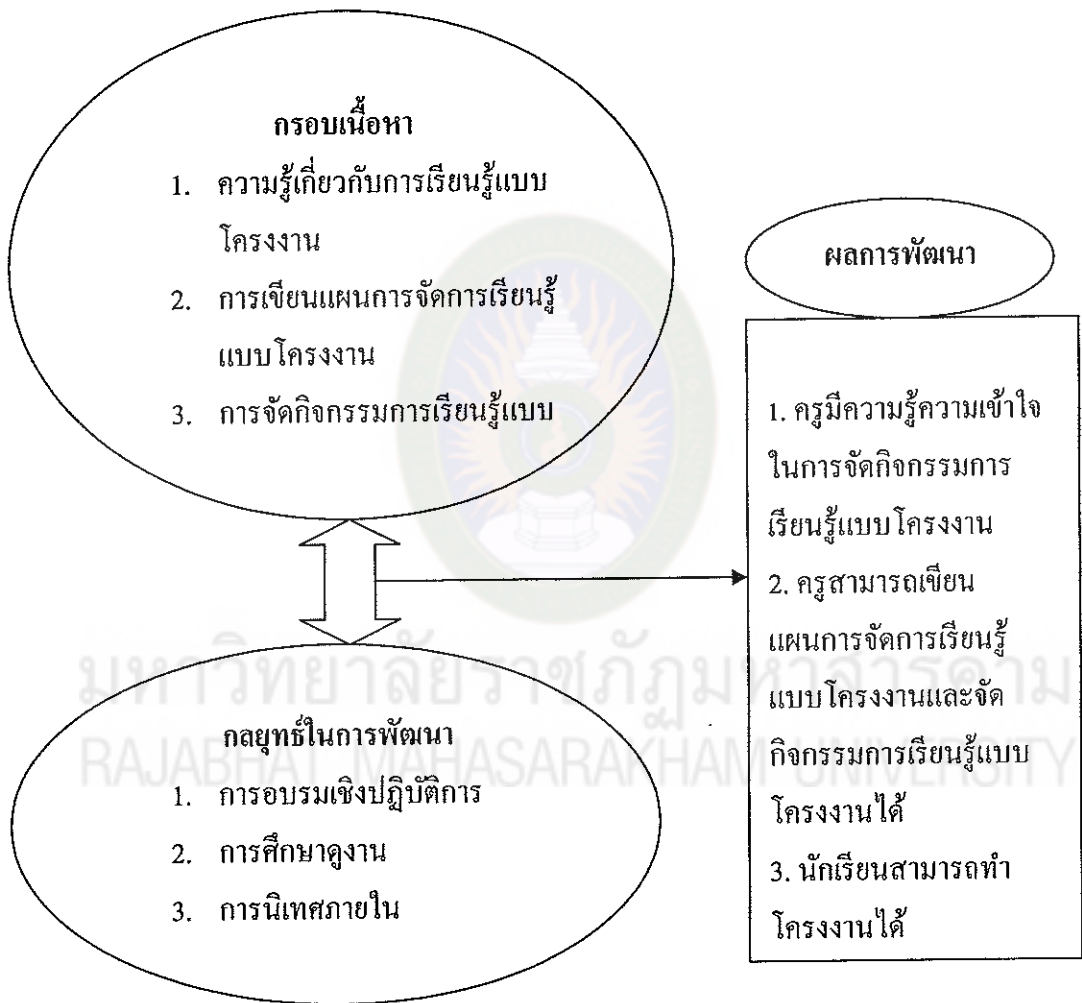 กรอบเนื้อหา
1. ความรู้เกี่ยวกับการเรียนรู้แบบ
โครงงาน
2. การเขียนแผนการจัดการเรียนรู้
แบบโครงงาน
3. การจัดกิจกรรมการเรียนรู้แบบ
ผลการพัฒนา
1. ครูมีความรู้ความเข้าใจ
ในการจัดกิจกรรมการ
เรียนรู้แบบโครงงาน
2. ครูสามารถเขียน
แผนการจัดการเรียนรู้
แบบโครงงานและจัด
กิจกรรมการเรียนรู้แบบ
โครงงานได้
3. นักเรียนสามารถทำ
โครงงานได้
กลยุทธ์ในการพัฒนา
1. การอบรมเชิงปฏิบัติการ
2. การศึกษาดูงาน
3. การนิเทศภายใน
มหาวิทยาลัยราชภัฏมหาสารคาม
RAJABHAT MAHASARAKHAM UNIVERSITY